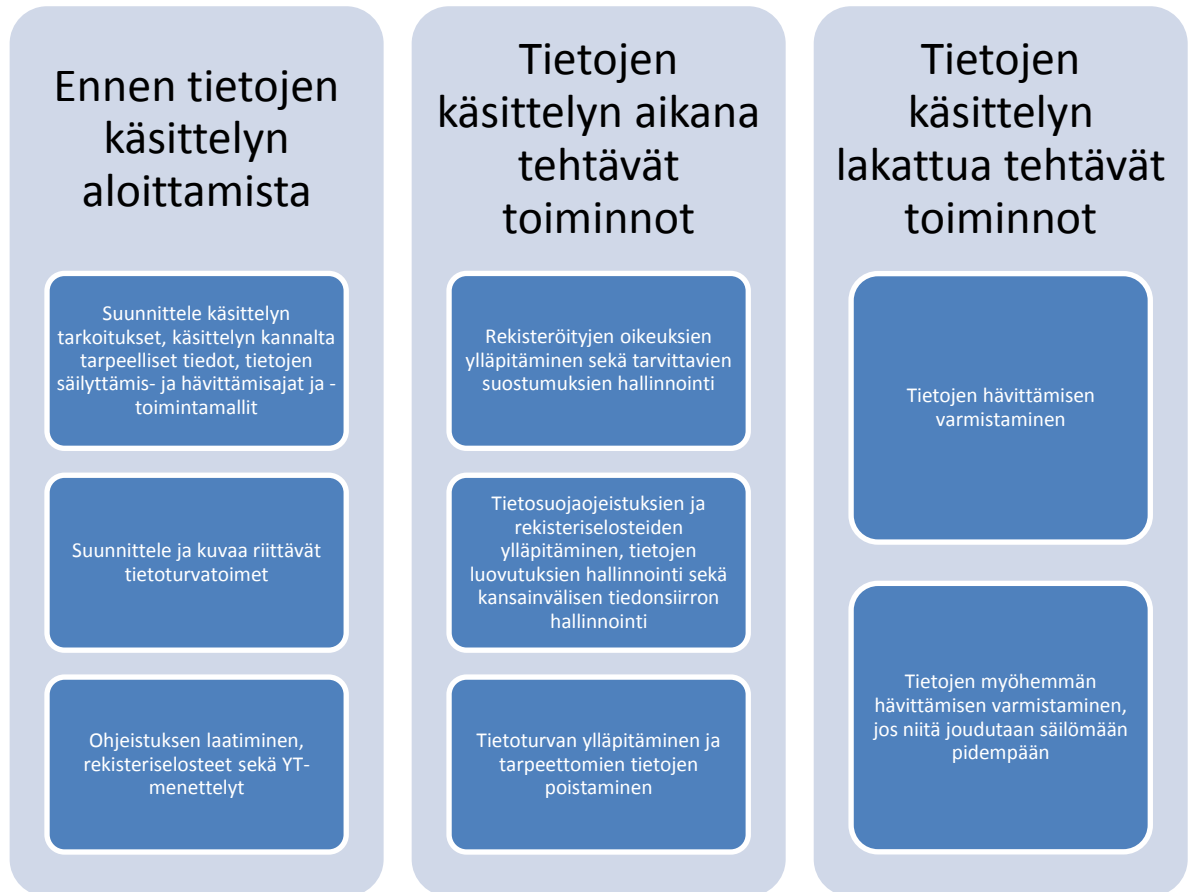 Ennen tietojen
käsittelyn
aloittamista
Suunnittele käsittelyn
tarkoitukset, käsittelyn kannalta
tarpeelliset tiedot, tietojen
säilyttämis- ja hävittämisajat ja -
toimintamallit
Suunnittele ja kuvaa riittävät
tietoturvatoimet
Ohjeistuksen laatiminen,
rekisteriselosteet sekä YT-
menettelyt
Tietojen
käsittelyn aikana
tehtävät
toiminnot
Rekisteröityjen oikeuksien
ylläpitäminen sekä tarvittavien
suostumuksien hallinnointi
Tietosuojaojeistuksien ja
rekisteriselosteiden
ylläpitäminen, tietojen
luovutuksien hallinnointi sekä
kansainvälisen tiedonsiirron
hallinnointi
Tietoturvan ylläpitäminen ja
tarpeettomien tietojen
poistaminen
Tietojen
käsittelyn
lakattua tehtävät
toiminnot
Tietojen hävittämisen
varmistaminen
Tietojen myöhemmän
hävittämisen varmistaminen,
jos niitä joudutaan säilömään
pidempään